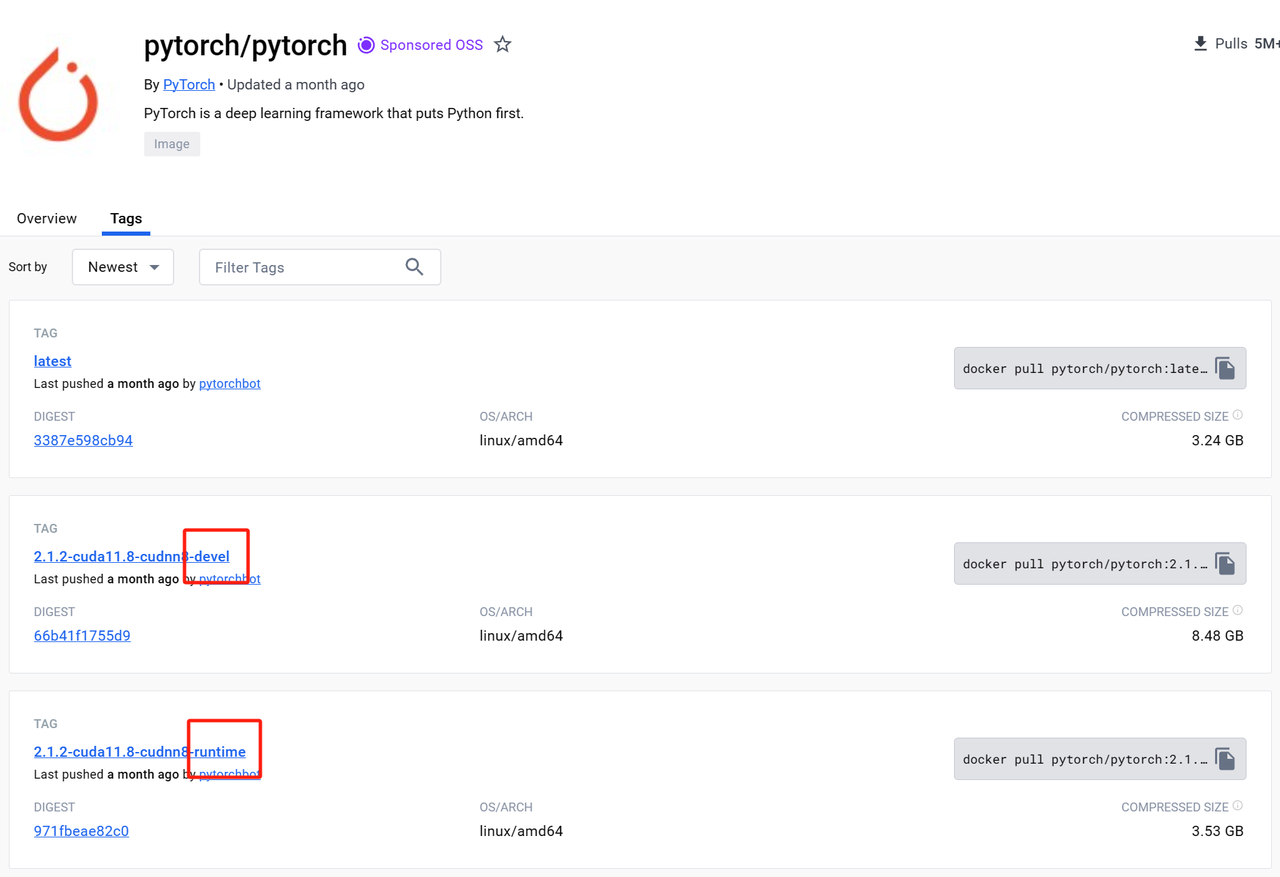 pytorch/pytorch Sponsored OSS Pulls 5M+
By PyTorch • Updated a month ago
PyTorch is a deep learning framework that puts Python first.
Image
Overview Tags
Sort by Newest Filter Tags
TAG
latest
Last pushed a month ago by pytorchbot
docker pull pytorch/pytorch:late…
DIGEST OS/ARCH COMPRESSED SIZE
3387e598cb94 linux/amd64 3.24 GB
TAG
2.1.2-cuda11.8-cudnn8-devel
Last pushed a month ago by pytorchbot
docker pull pytorch/pytorch:2.1.…
DIGEST OS/ARCH COMPRESSED SIZE
66b41f1755d9 linux/amd64 8.48 GB
TAG
2.1.2-cuda11.8-cudnn8-runtime
Last pushed a month ago by pytorchbot
docker pull pytorch/pytorch:2.1.…
DIGEST OS/ARCH COMPRESSED SIZE
971fbeae82c0 linux/amd64 3.53 GB